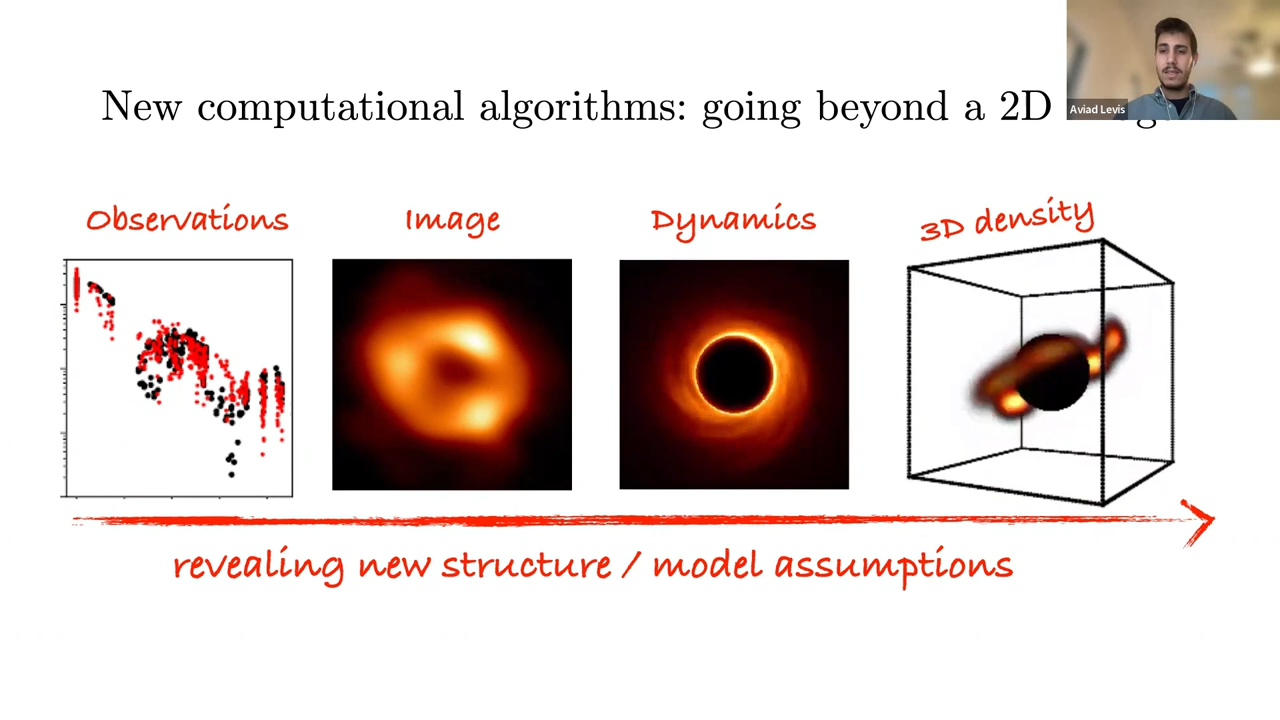 New computational algorithms: going beyond a 2D
Aviad Levis
Observations
Image
Dynamics
3D density
revealing new structure / model assumptions